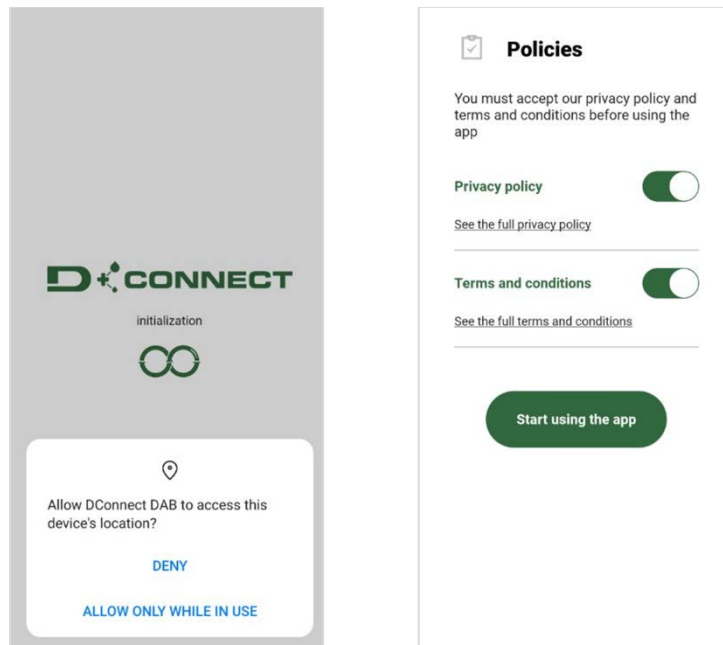 D+CONNECT
initialization
Allow DConnect DAB to access this
device's location?
DENY
ALLOW ONLY WHILE IN USE
Policies
You must accept our privacy policy and
terms and conditions before using the
app
Privacy policy
See the full privacy policy
Terms and conditions
See the full terms and conditions
Start using the app